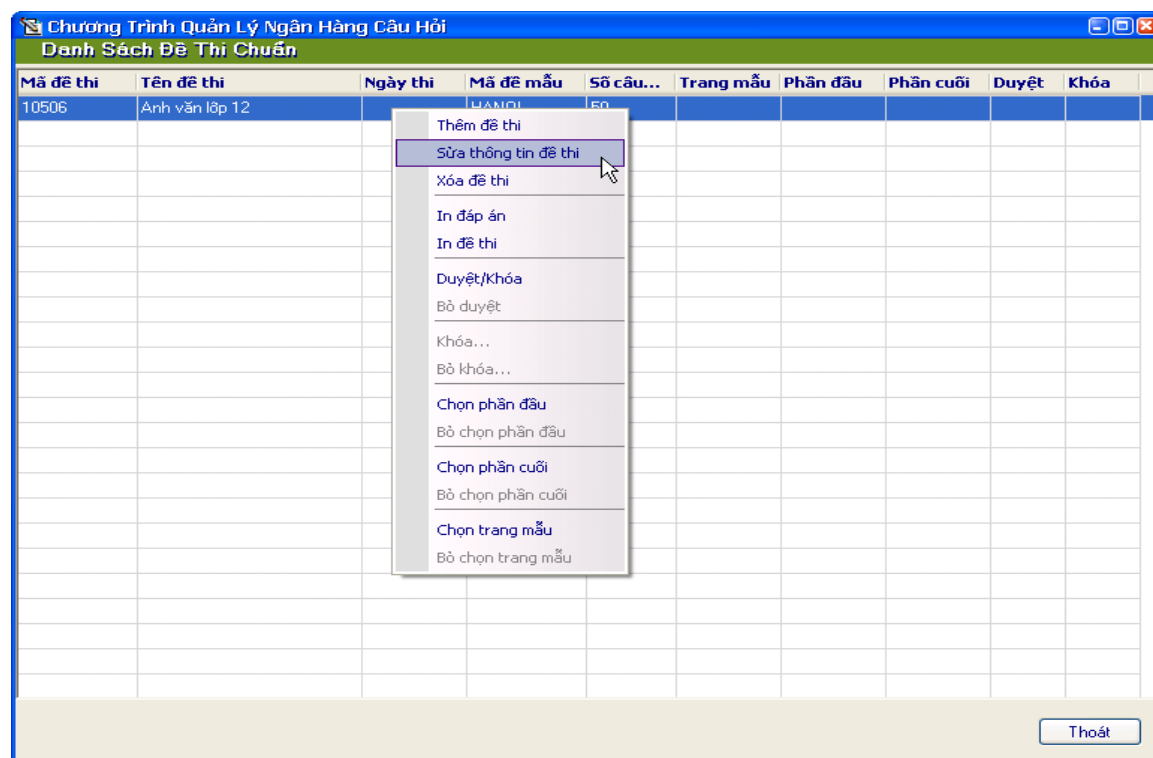 Chương Trình Quản Lý Ngân Hàng Câu Hỏi
Danh Sách Đề Thi Chuẩn
Mã đề thi Tên đề thi Ngày thi Mã đề mẫu Số câu... Trang mẫu Phần đầu Phần cuối Duyệt Khóa
10506 Anh văn lớp 12 HANOI 50
Thêm đề thi
Sửa thông tin đề thi
Xóa đề thi
In đáp án
In đề thi
Duyệt/Khóa
Bỏ duyệt
Khóa...
Bỏ khóa...
Chọn phần đầu
Bỏ chọn phần đầu
Chọn phần cuối
Bỏ chọn phần cuối
Chọn trang mẫu
Bỏ chọn trang mẫu
Thoát